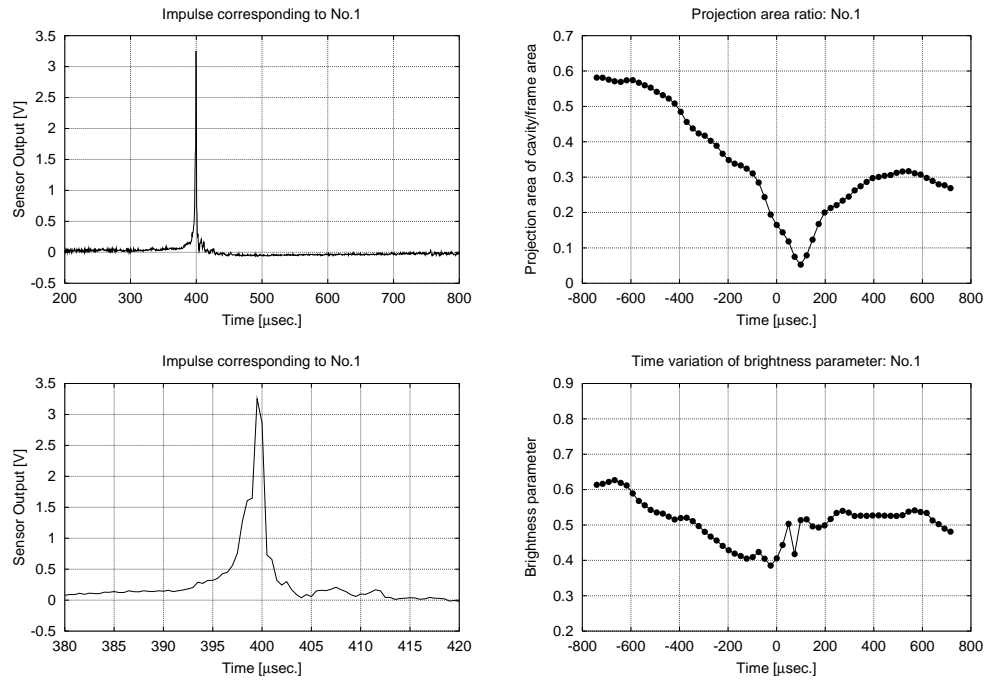 Impulse corresponding to No.1
Sensor Output [V]
3.5
3
2.5
2
1.5
1
0.5
0
-0.5
200 300 400 500 600 700 800
Time [μsec.]
Projection area ratio: No.1
Projection area of cavity/frame area
0.7
0.6
0.5
0.4
0.3
0.2
0.1
0
-800 -600 -400 -200 0 200 400 600 800
Time [μsec.]
Impulse corresponding to No.1
Sensor Output [V]
3.5
3
2.5
2
1.5
1
0.5
0
-0.5
380 385 390 395 400 405 410 415 420
Time [μsec.]
Time variation of brightness parameter: No.1
Brightness parameter
0.9
0.8
0.7
0.6
0.5
0.4
0.3
0.2
-800 -600 -400 -200 0 200 400 600 800
Time [μsec.]